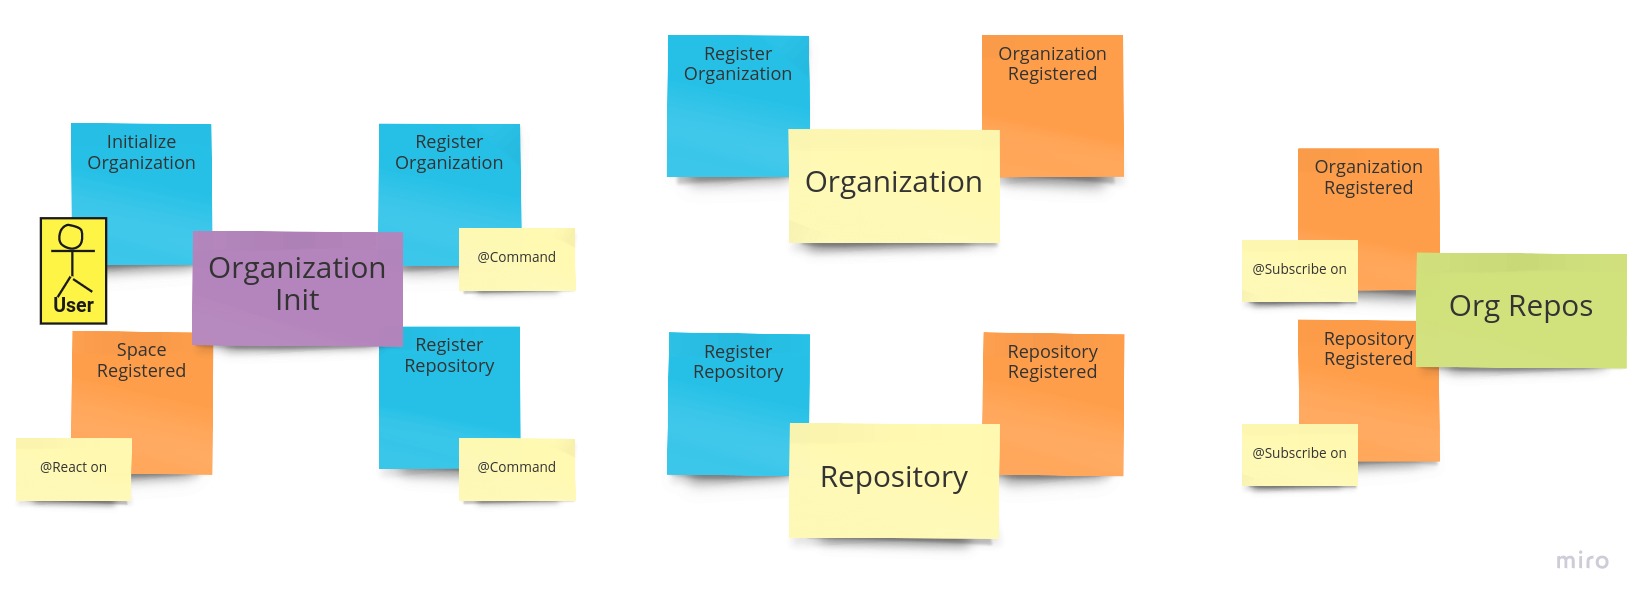 Initialize
Organization
User
Space
Registered
@React on
Organization
Init
Register
Organization
@Command
Register
Repository
@Command
Register
Organization
Organization
Organization
Registered
Register
Repository
Repository
Repository
Registered
Organization
Registered
@Subscribe on
Repository
Registered
@Subscribe on
Org Repos
miro